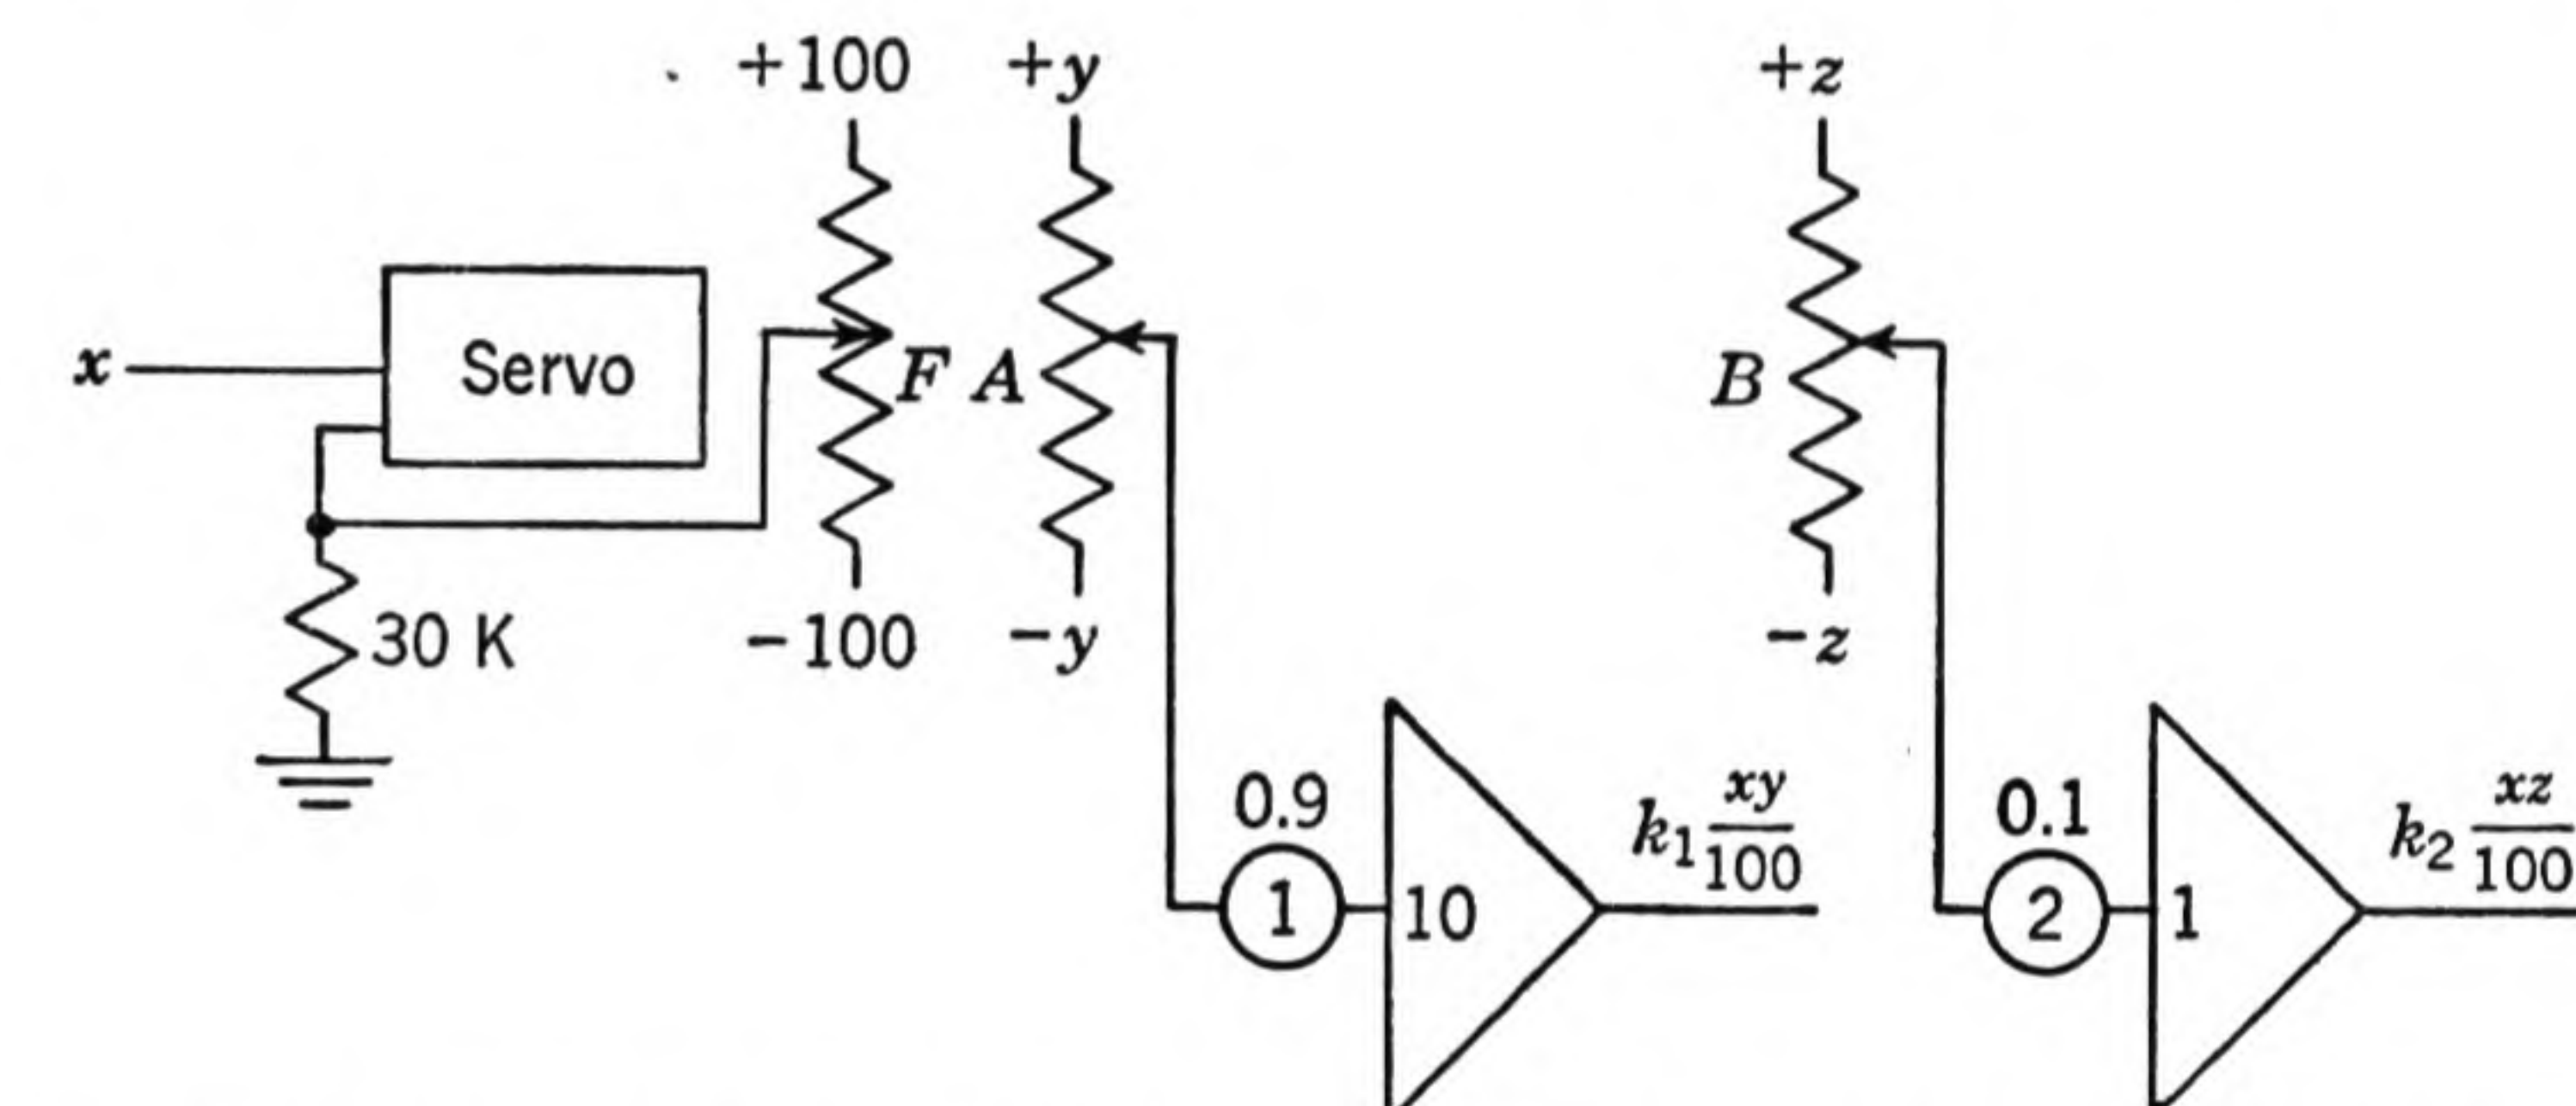 +100
+y
+z
x
Servo
F
A
B
30 K
-100
-y
-z
0.9
1
10
k₁ xy/100
0.1
2
1
k₂ xz/100